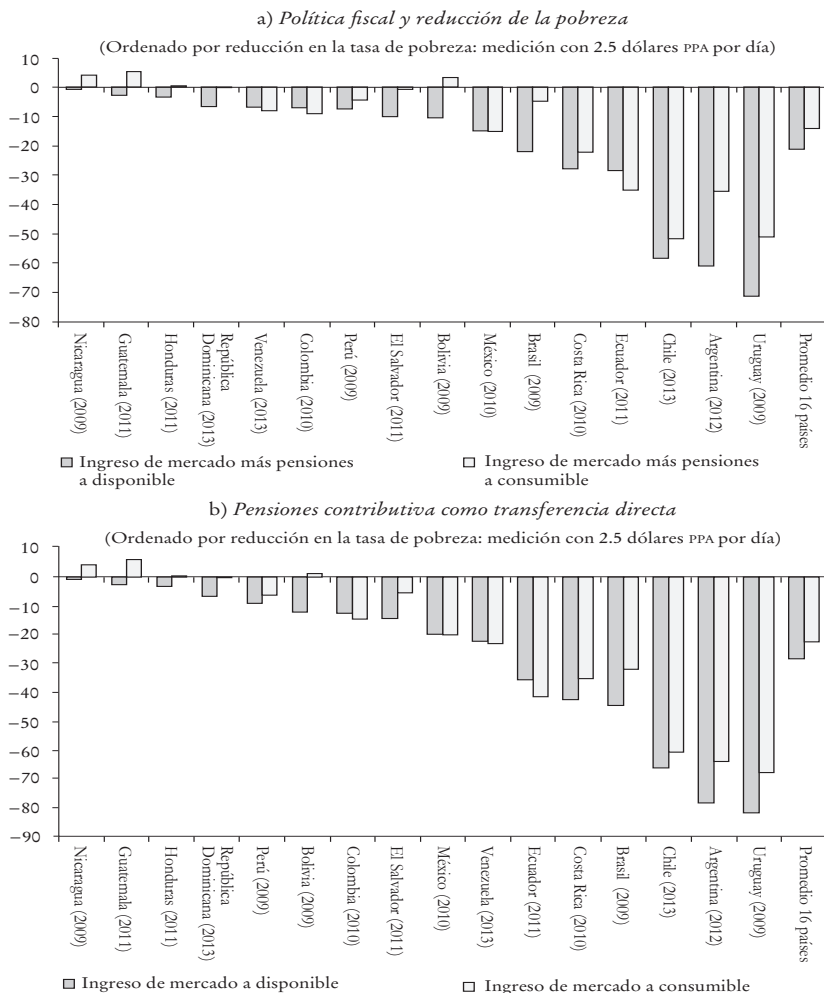 a) Política fiscal y reducción de la pobreza
(Ordenado por reducción en la tasa de pobreza: medición con 2.5 dólares PPA por día)
10
0
−10
−20
−30
−40
−50
−60
−70
−80
Nicaragua (2009)
Guatemala (2011)
Honduras (2011)
República
Dominicana (2013)
Venezuela (2013)
Colombia (2010)
Perú (2009)
El Salvador (2011)
Bolivia (2009)
México (2010)
Brasil (2009)
Costa Rica (2010)
Ecuador (2011)
Chile (2013)
Argentina (2012)
Uruguay (2009)
Promedio 16 países
Ingreso de mercado más pensiones
a disponible
Ingreso de mercado más pensiones
a consumible
b) Pensiones contributiva como transferencia directa
(Ordenado por reducción en la tasa de pobreza: medición con 2.5 dólares PPA por día)
10
0
−10
−20
−30
−40
−50
−60
−70
−80
−90
Nicaragua (2009)
Guatemala (2011)
Honduras (2011)
República
Dominicana (2013)
Perú (2009)
Bolivia (2009)
Colombia (2010)
El Salvador (2011)
México (2010)
Venezuela (2013)
Ecuador (2011)
Costa Rica (2010)
Brasil (2009)
Chile (2013)
Argentina (2012)
Uruguay (2009)
Promedio 16 países
Ingreso de mercado a disponible
Ingreso de mercado a consumible